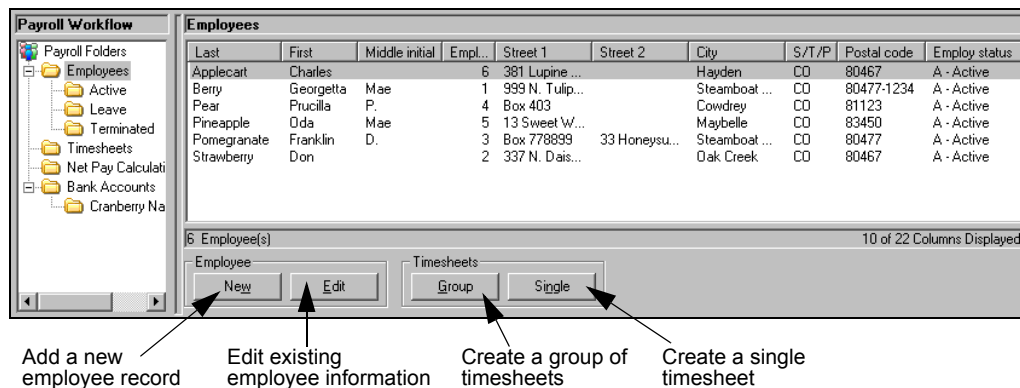 Payroll Workflow
Payroll Folders
Employees
Active
Leave
Terminated
Timesheets
Net Pay Calculati
Bank Accounts
Cranberry Na
Employees
Last First Middle initial Empl... Street 1 Street 2 City S/T/P Postal code Employ status
Applecart Charles 6 381 Lupine ... Hayden CO 80467 A - Active
Berry Georgetta Mae 1 999 N. Tulip... Steamboat ... CO 80477-1234 A - Active
Pear Prucilla P. 4 Box 403 Cowdrey CO 81123 A - Active
Pineapple Oda Mae 5 13 Sweet W... Maybelle CO 83450 A - Active
Pomegranate Franklin D. 3 Box 778899 33 Honeysu... Steamboat ... CO 80477 A - Active
Strawberry Don 2 337 N. Dais... Oak Creek CO 80467 A - Active
6 Employee(s) 10 of 22 Columns Displayed
Employee Timesheets
New Edit Group Single
Add a new Edit existing Create a group of Create a single
employee record employee information timesheets timesheet